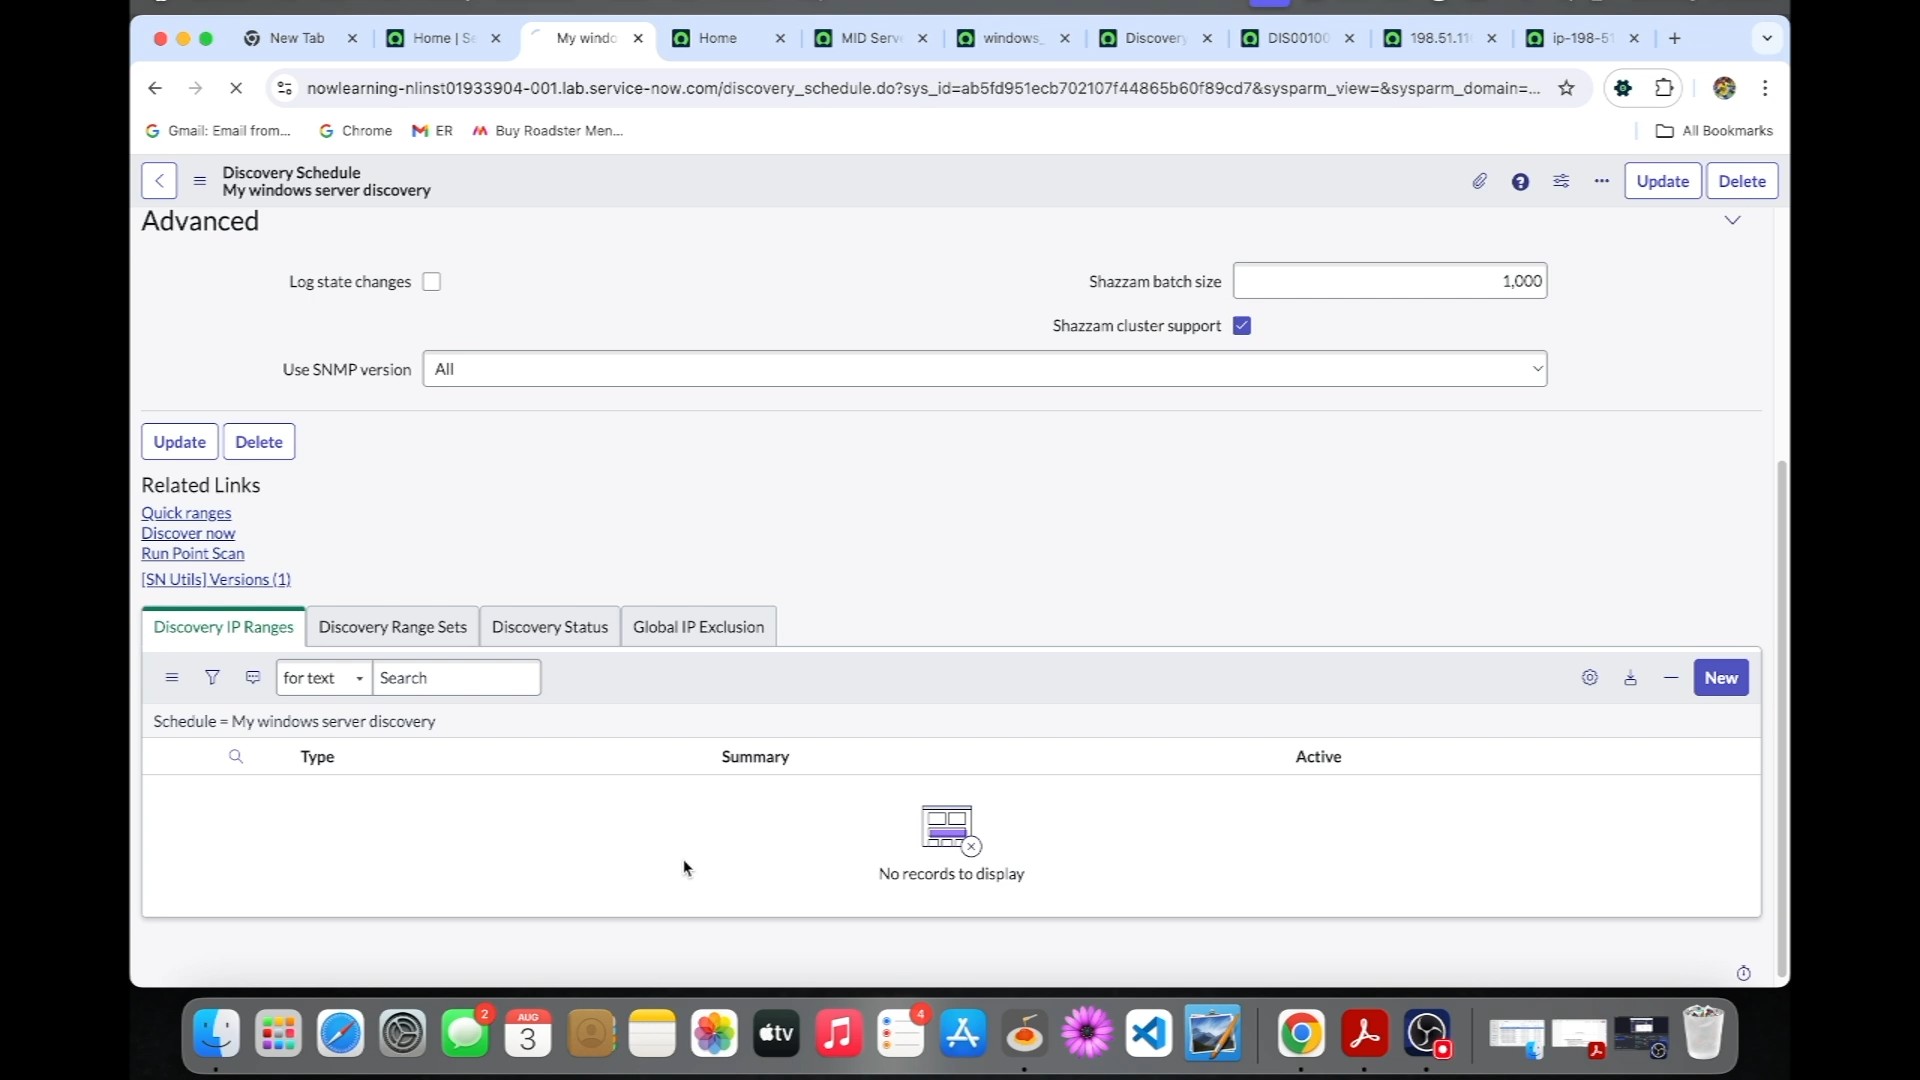 New Tab
Home | Se
My windo
Home
MID Serv
windows_
Discovery
DIS00100
198.51.11
ip-198-51
nowlearning-nlinst01933904-001.lab.service-now.com/discovery_schedule.do?sys_id=ab5fd951ecb702107f44865b60f89cd7&sysparm_view=&sysparm_domain=...
Gmail: Email from...
Chrome
ER
Buy Roadster Men...
All Bookmarks
Discovery Schedule
My windows server discovery
Update
Delete
Advanced
Log state changes
Shazzam batch size
1,000
Shazzam cluster support
Use SNMP version
All
Update
Delete
Related Links
Quick ranges
Discover now
Run Point Scan
[SN Utils] Versions (1)
Discovery IP Ranges
Discovery Range Sets
Discovery Status
Global IP Exclusion
for text
Search
New
Schedule = My windows server discovery
Type
Summary
Active
No records to display
2
AUG
3
tv
4